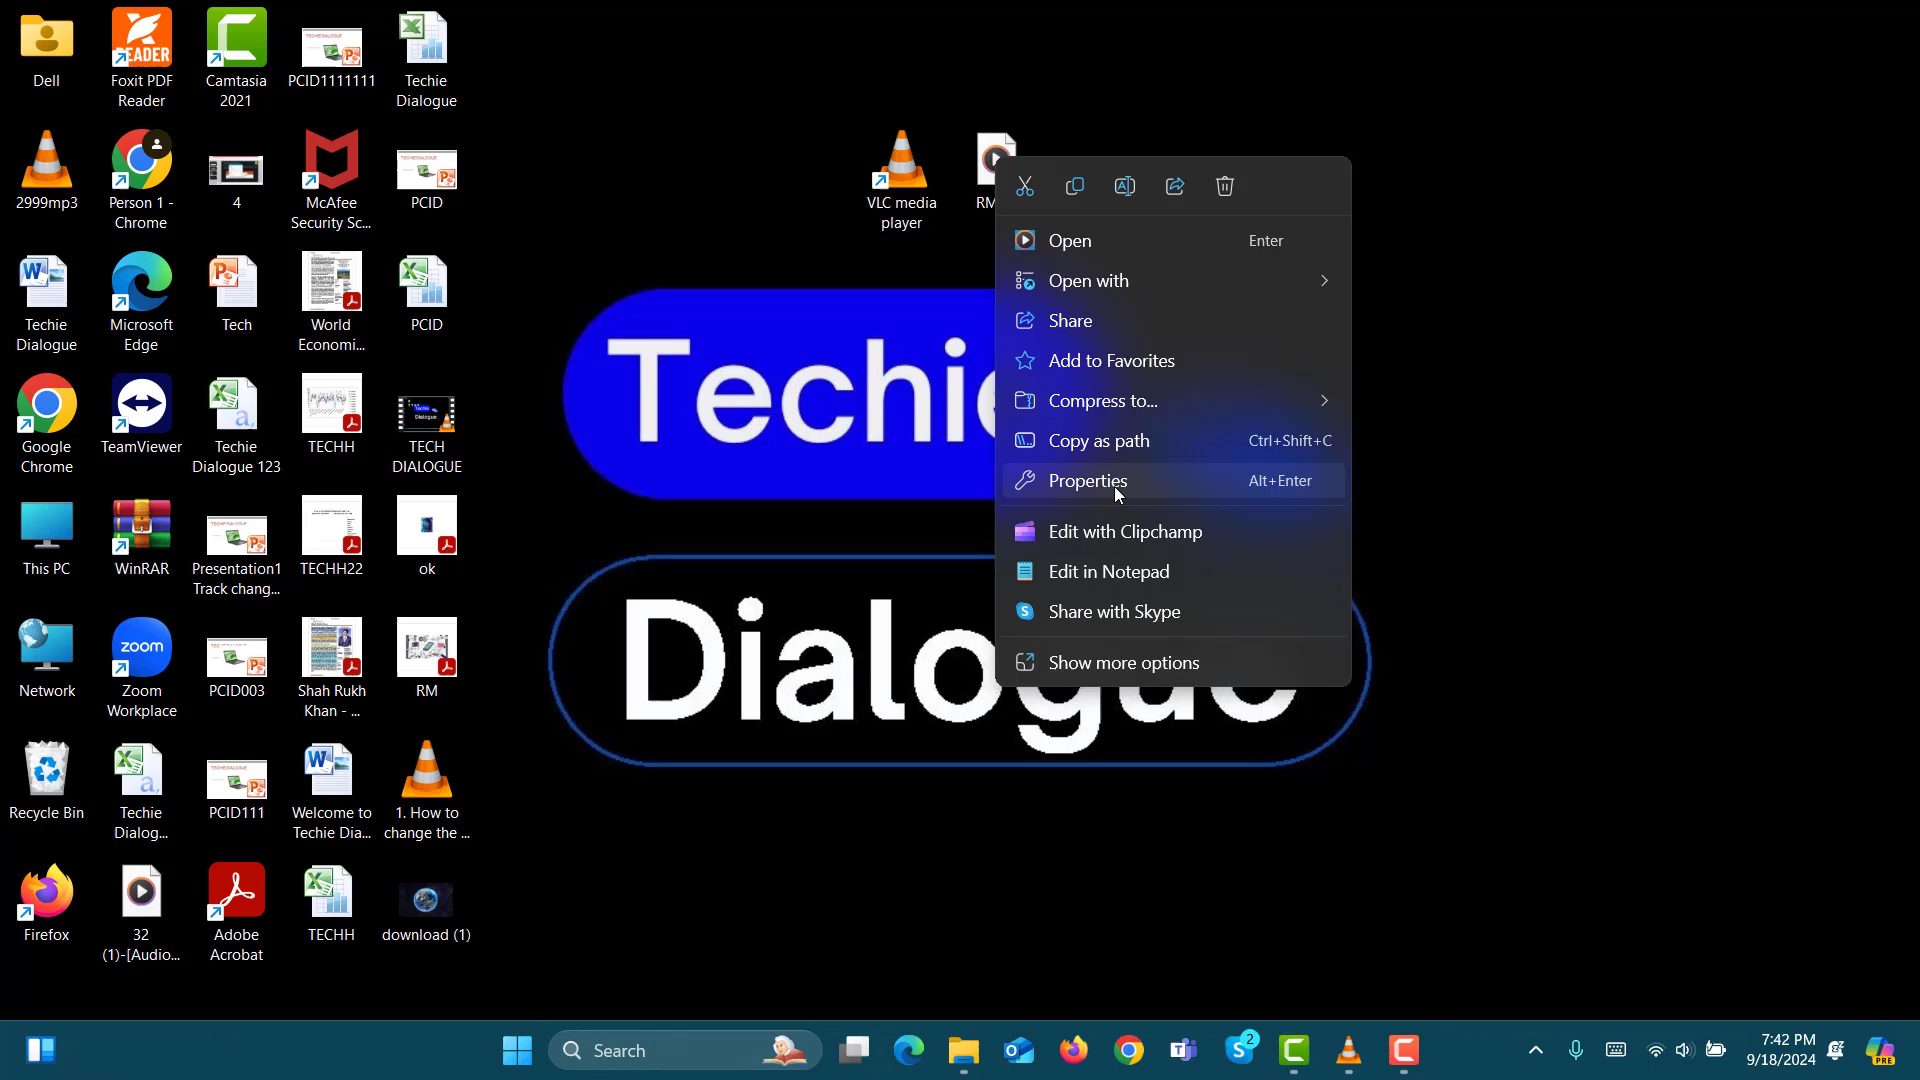 Dell
Foxit PDF
Reader
Camtasia
2021
PCID1111111
Techie
Dialogue
2999mp3
Person 1 -
Chrome
4
McAfee
Security Sc...
PCID
VLC media
player
RM
Techie
Dialogue
Microsoft
Edge
Tech
World
Economi...
PCID
Google
Chrome
TeamViewer
Techie
Dialogue 123
TECHH
TECH
DIALOGUE
This PC
WinRAR
Presentation1
Track chang...
TECHH22
ok
Network
Zoom
Workplace
PCID003
Shah Rukh
Khan - ...
RM
Recycle Bin
Techie
Dialog...
PCID111
Welcome to
Techie Dia...
1. How to
change the ...
Firefox
32
(1)-[Audio...
Adobe
Acrobat
TECHH
download (1)
Techie
Dialogue
Open Enter
Open with
Share
Add to Favorites
Compress to...
Copy as path Ctrl+Shift+C
Properties Alt+Enter
Edit with Clipchamp
Edit in Notepad
Share with Skype
Show more options
Search
2
7:42 PM
9/18/2024
PRE